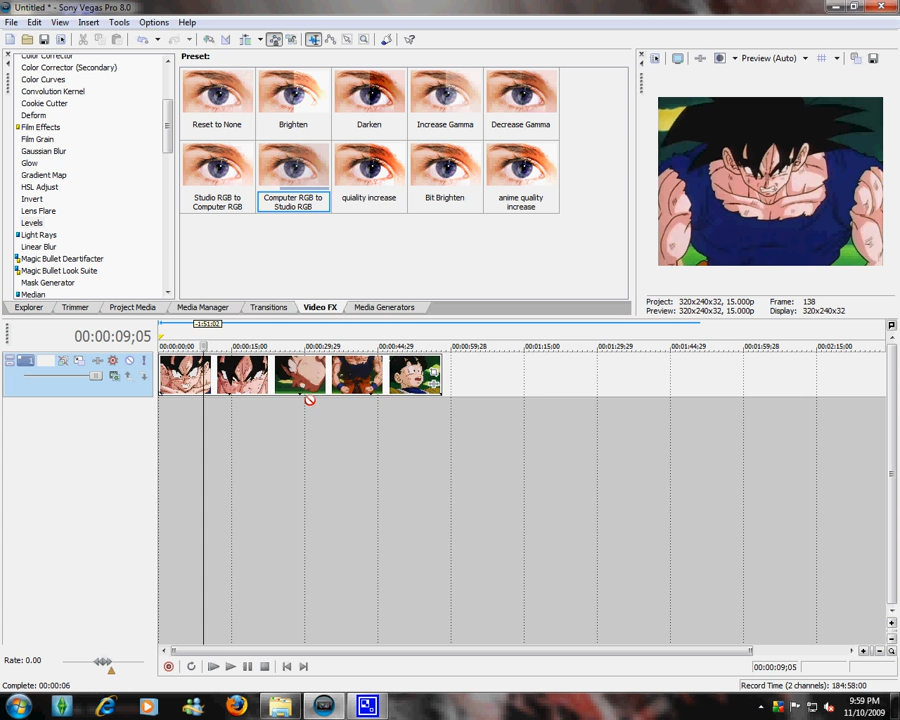 Untitled * - Sony Vegas Pro 8.0
File Edit View Insert Tools Options Help
Color Corrector
Color Corrector (Secondary)
Color Curves
Convolution Kernel
Cookie Cutter
Deform
Film Effects
Film Grain
Gaussian Blur
Glow
Gradient Map
HSL Adjust
Invert
Lens Flare
Levels
Light Rays
Linear Blur
Magic Bullet Deartifacter
Magic Bullet Look Suite
Mask Generator
Median
Preset:
Reset to None
Brighten
Darken
Increase Gamma
Decrease Gamma
Studio RGB to
Computer RGB
Computer RGB to
Studio RGB
quiality increase
Bit Brighten
anime quality
increase
Preview (Auto)
Project: 320x240x32, 15.000p Frame: 138
Preview: 320x240x32, 15.000p Display: 320x240x32
Explorer Trimmer Project Media Media Manager Transitions Video FX Media Generators
00:00:09;05
-1:51:02
00:00:00:00 00:00:15:00 00:00:29:29 00:00:44:29 00:00:59:28 00:01:15:00 00:01:29:29 00:01:44:29 00:01:59:28 00:02:15:00
1
Rate: 0.00
00:00:09;05
Complete: 00:00:06
Record Time (2 channels): 184:58:00
9:59 PM
11/10/2009